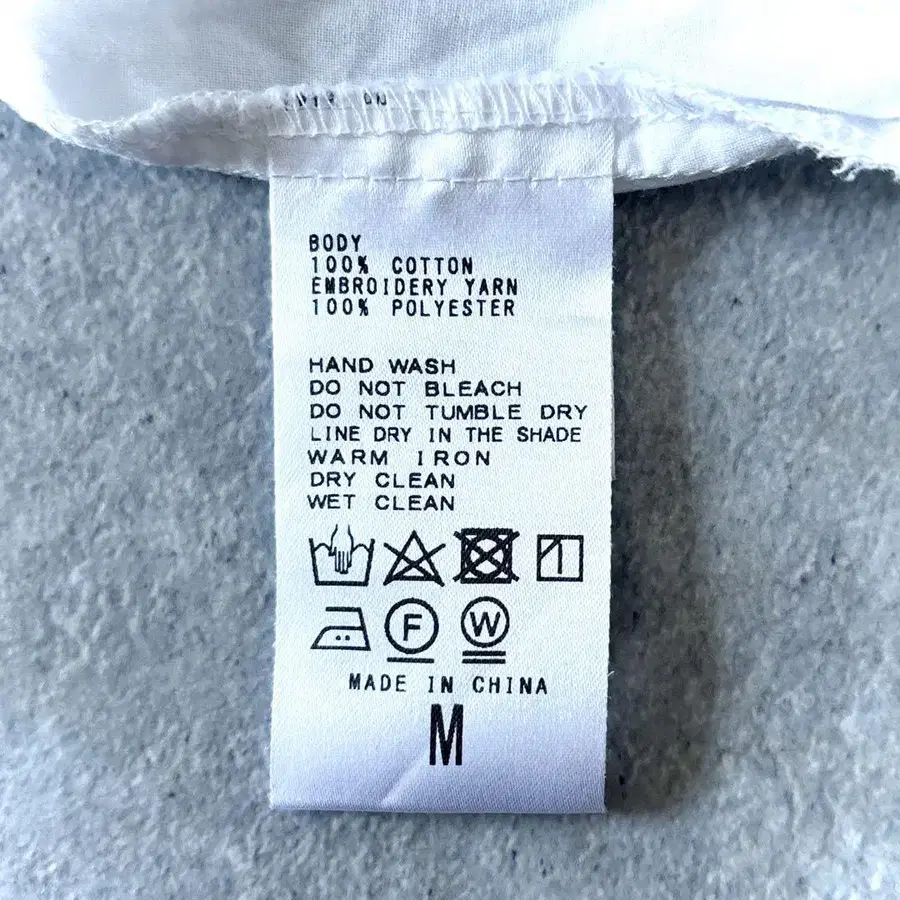 BODY
100% COTTON
EMBROIDERY YARN
100% POLYESTER
HAND WASH
DO NOT BLEACH
DO NOT TUMBLE DRY
LINE DRY IN THE SHADE
WARM IRON
DRY CLEAN
WET CLEAN
F W
MADE IN CHINA
M